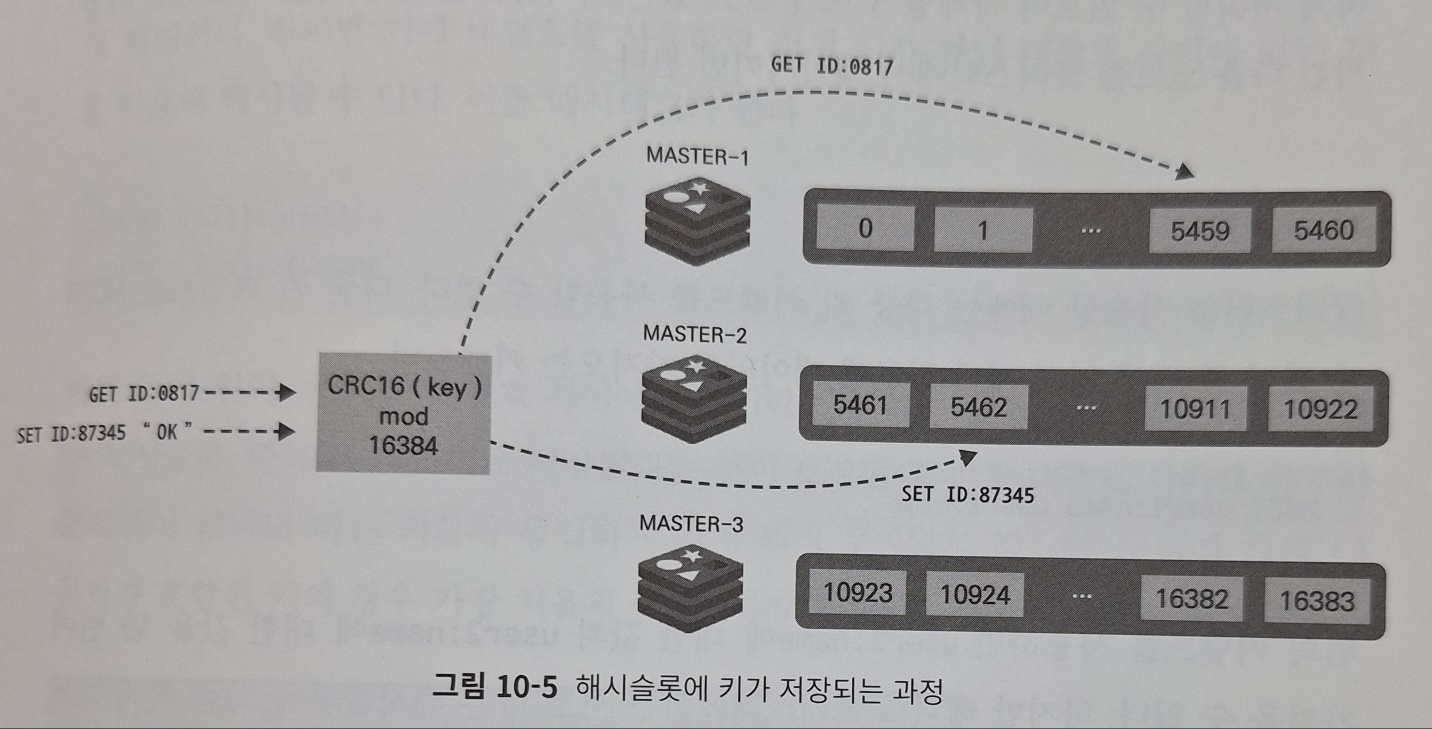 GET ID:0817
MASTER-1
0 1 ... 5459 5460
MASTER-2
GET ID:0817
SET ID:87345 “OK”
CRC16 ( key )
mod
16384
5461 5462 ... 10911 10922
SET ID:87345
MASTER-3
10923 10924 ... 16382 16383
그림 10-5 해시슬롯에 키가 저장되는 과정